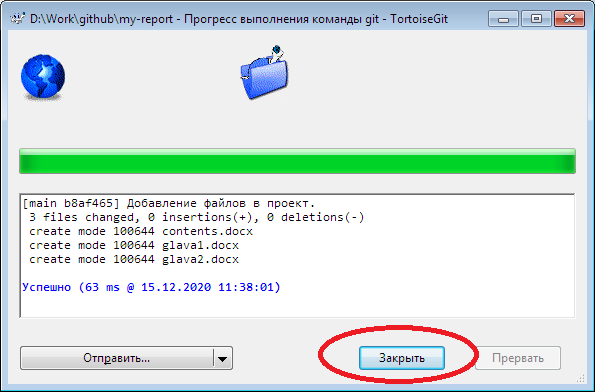 D:\Work\github\my-report - Прогресс выполнения команды git - TortoiseGit
[main b8af465] Добавление файлов в проект.
3 files changed, 0 insertions(+), 0 deletions(-)
create mode 100644 contents.docx
create mode 100644 glava1.docx
create mode 100644 glava2.docx
Успешно (63 ms @ 15.12.2020 11:38:01)
Отправить... Закрыть Прервать